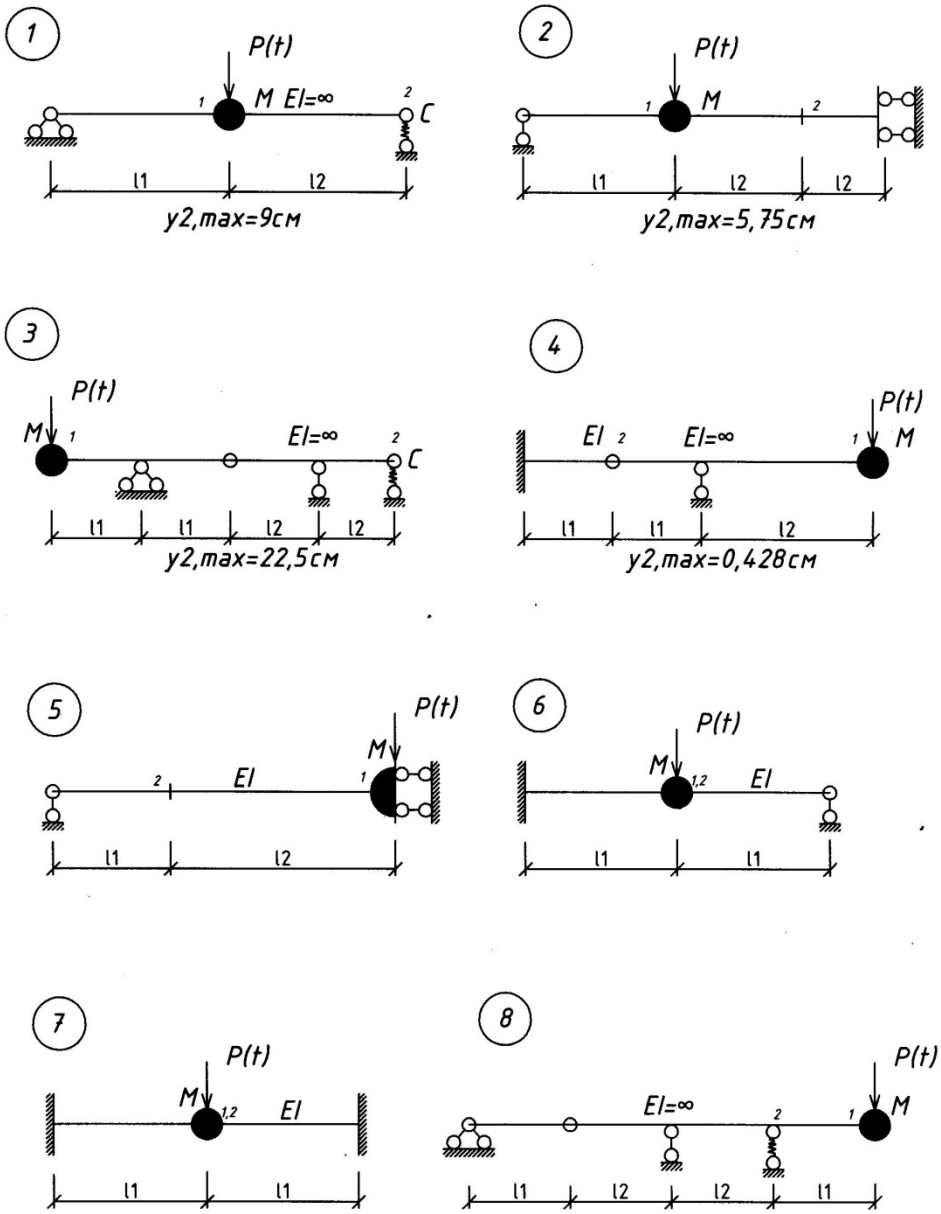 1
P(t)
1 M EI=∞ 2 C
l1 l2
y2,max=9см
2
P(t)
1 M 2
l1 l2 l2
y2,max=5,75см
3
P(t)
M 1 EI=∞ 2 C
l1 l1 l2 l2
y2,max=22,5см
4
P(t)
EI 2 EI=∞ 1 M
l1 l1 l2
y2,max=0,428см
5
P(t)
2 EI 1 M
l1 l2
6
P(t)
M 1,2 EI
l1 l1
7
P(t)
M 1,2 EI
l1 l1
8
P(t)
EI=∞ 2 1 M
l1 l2 l2 l1